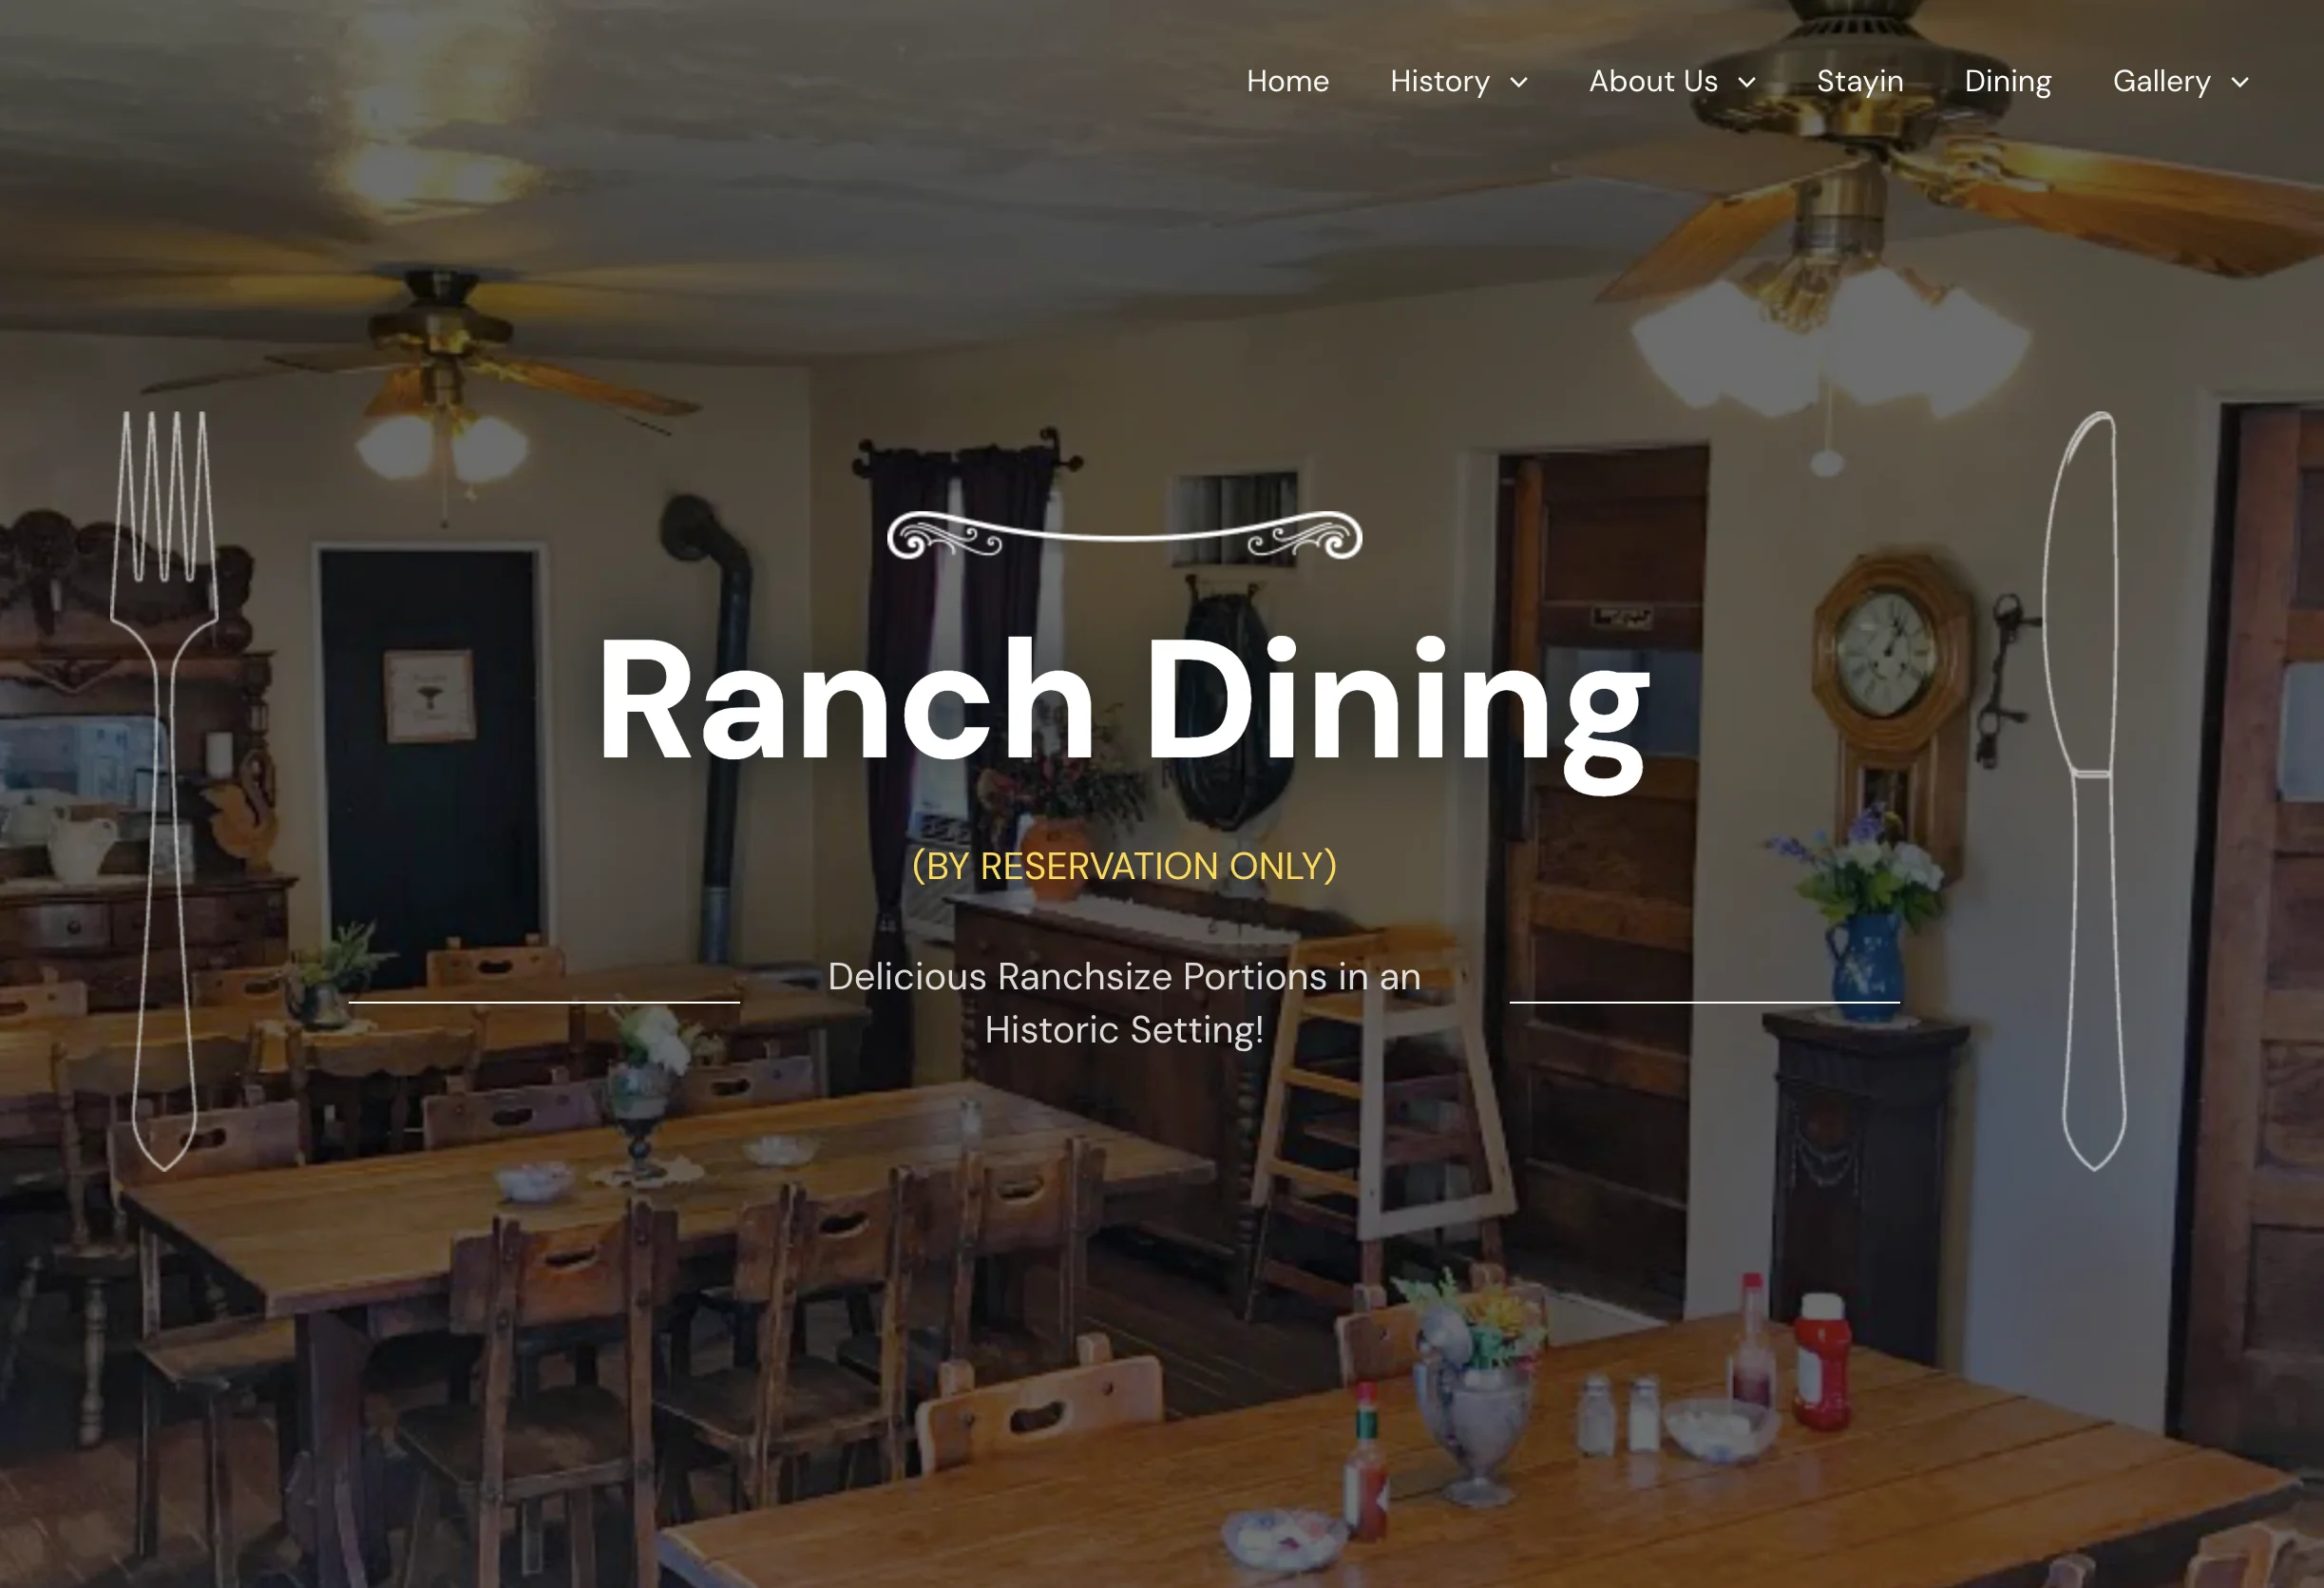 Home History About Us Stayin Dining Gallery
Ranch Dining
(BY RESERVATION ONLY)
Delicious Ranchsize Portions in an
Historic Setting!